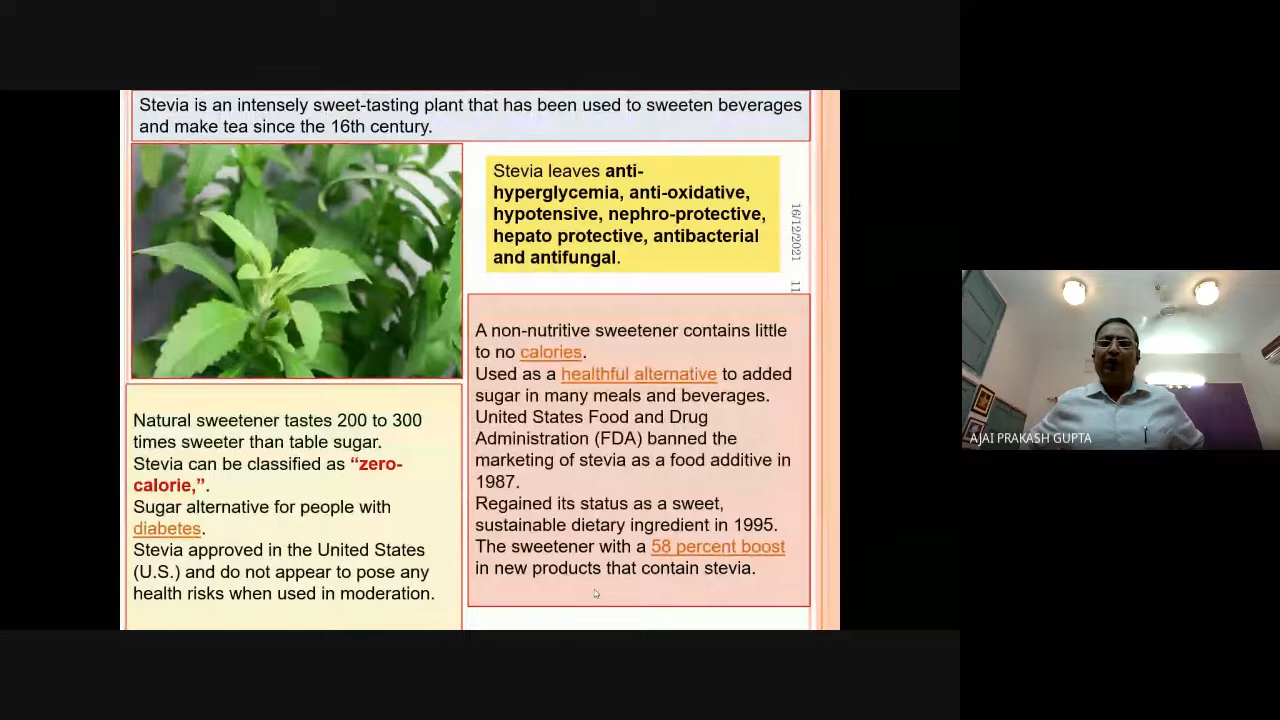 Stevia is an intensely sweet-tasting plant that has been used to sweeten beverages
and make tea since the 16th century.
Stevia leaves anti-
hyperglycemia, anti-oxidative,
hypotensive, nephro-protective,
hepato protective, antibacterial
and antifungal.
16/12/2021
11
A non-nutritive sweetener contains little
to no calories.
Used as a healthful alternative to added
sugar in many meals and beverages.
United States Food and Drug
Administration (FDA) banned the
marketing of stevia as a food additive in
1987.
Regained its status as a sweet,
sustainable dietary ingredient in 1995.
The sweetener with a 58 percent boost
in new products that contain stevia.
Natural sweetener tastes 200 to 300
times sweeter than table sugar.
Stevia can be classified as “zero-
calorie,”.
Sugar alternative for people with
diabetes.
Stevia approved in the United States
(U.S.) and do not appear to pose any
health risks when used in moderation.
AJAI PRAKASH GUPTA